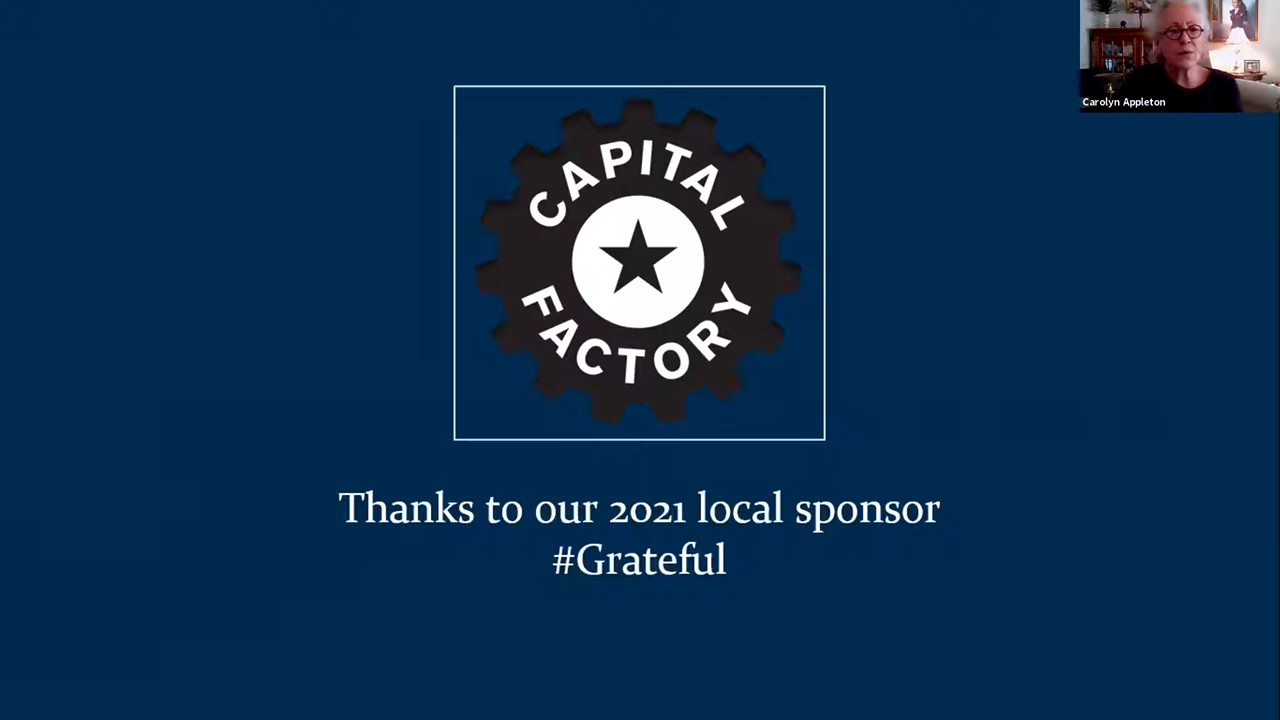 CAPITAL
FACTORY
Thanks to our 2021 local sponsor
#Grateful
Carolyn Appleton